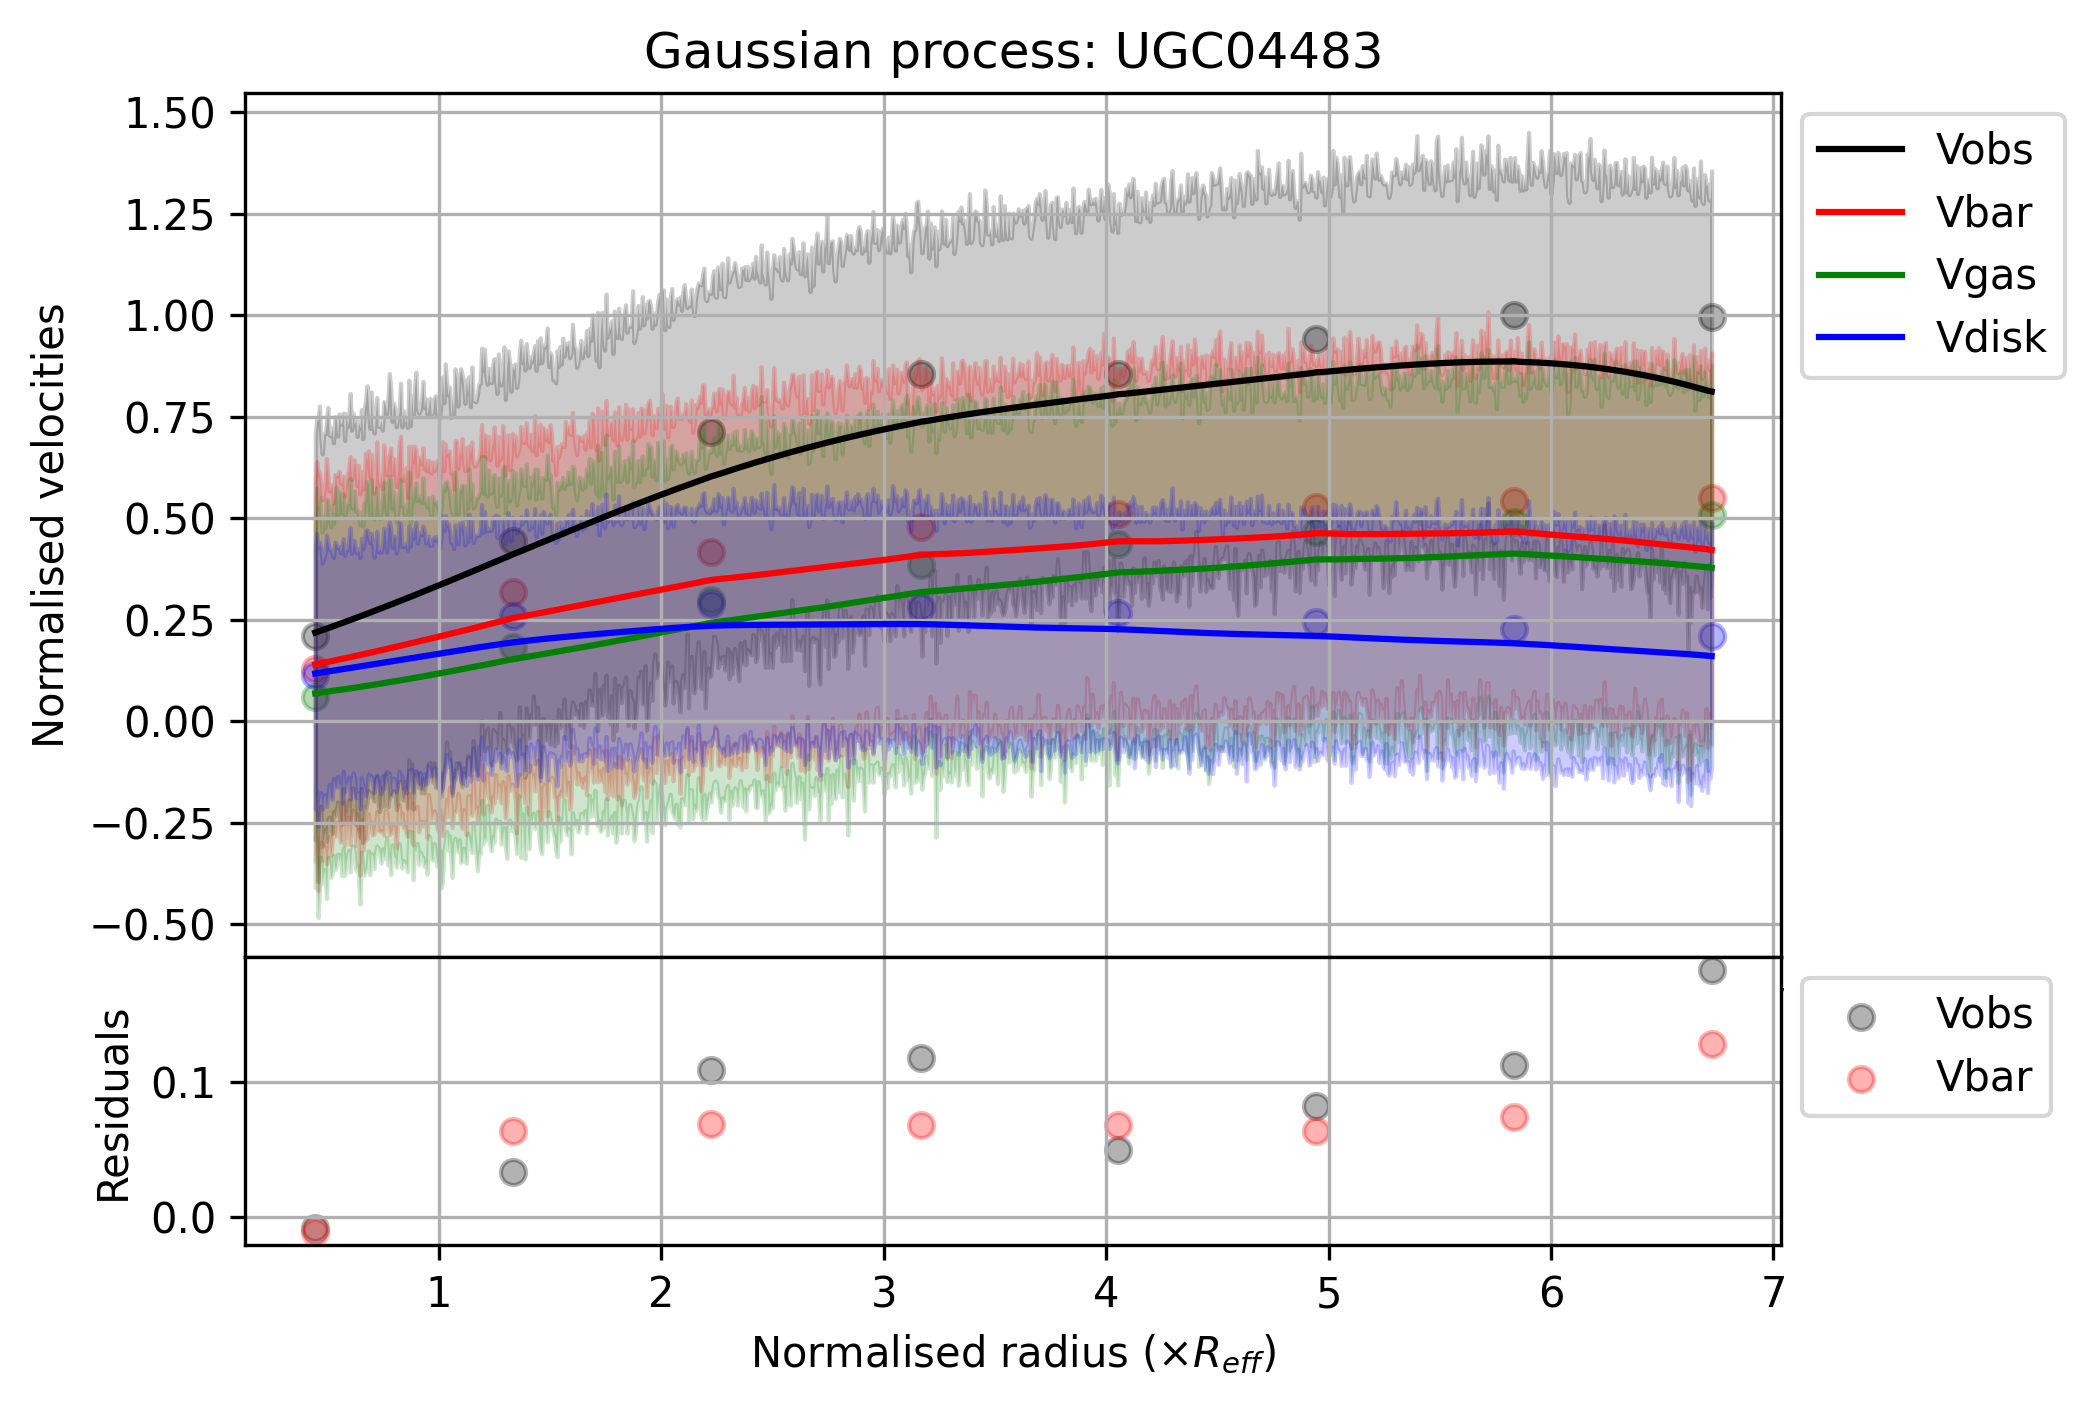 Gaussian process: UGC04483
1.50
1.25
1.00
0.75
0.50
0.25
0.00
−0.25
−0.50
Normalised velocities
Vobs
Vbar
Vgas
Vdisk
0.1
0.0
Residuals
Vobs
Vbar
1 2 3 4 5 6 7
Normalised radius (×R_{eff})